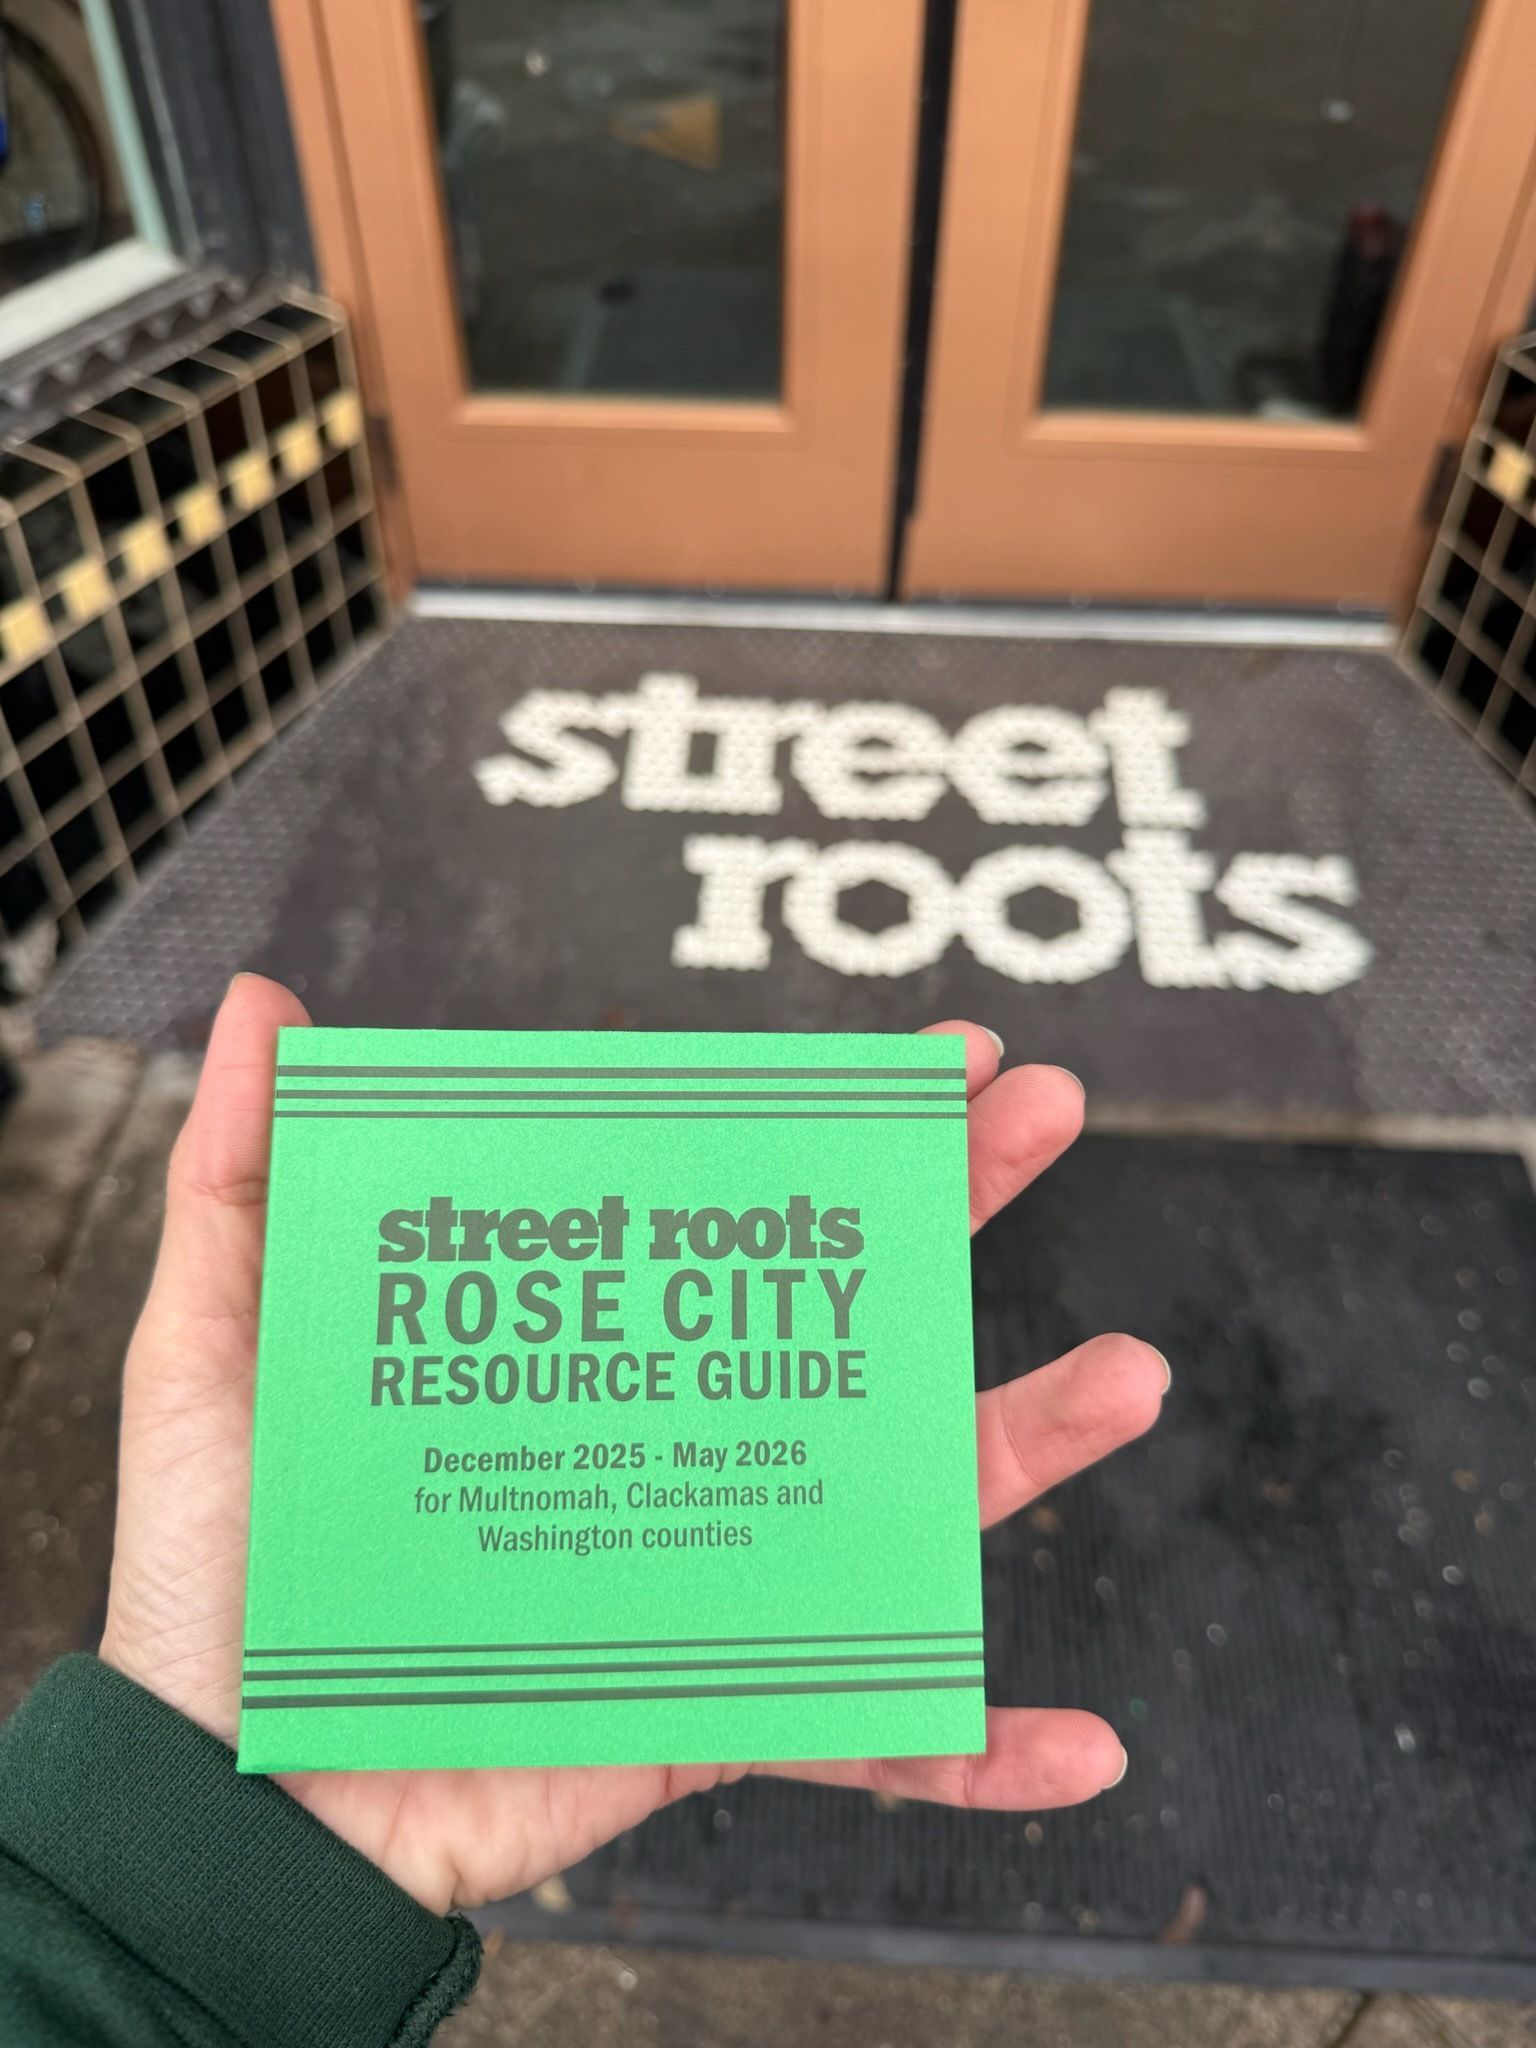 street
roots
street roots
ROSE CITY
RESOURCE GUIDE
December 2025 - May 2026
for Multnomah, Clackamas and
Washington counties